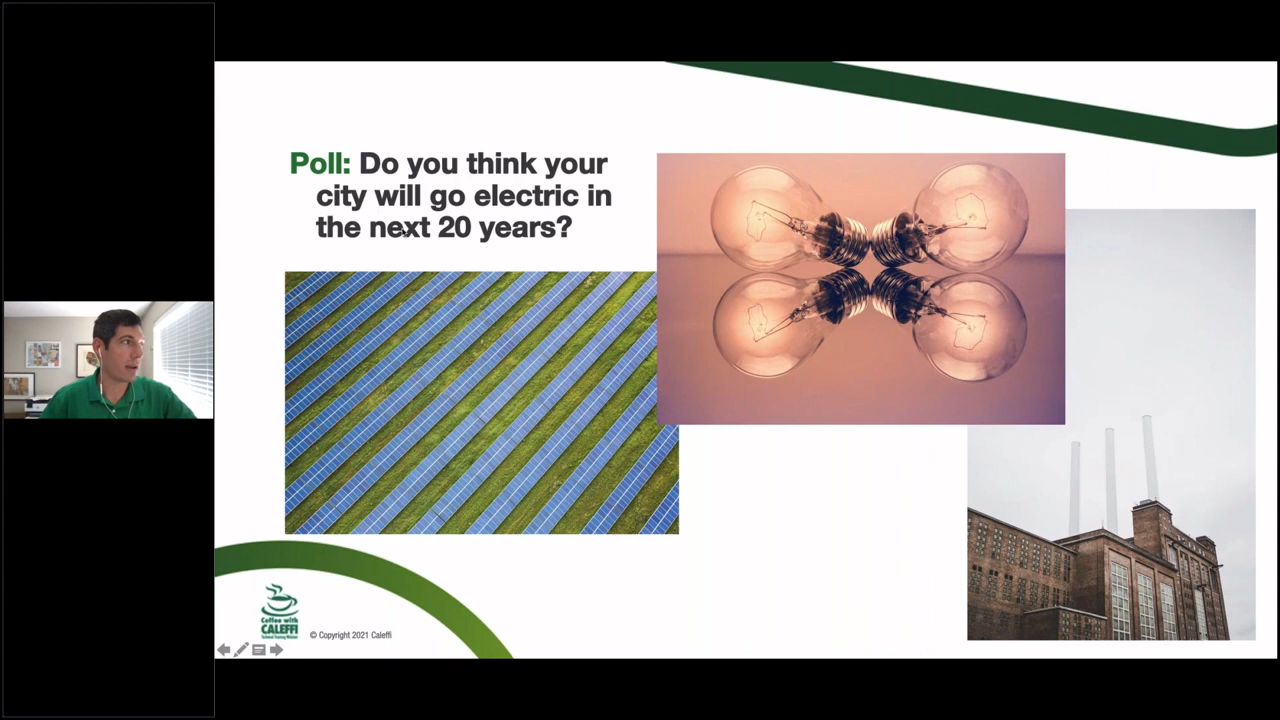 Poll: Do you think your
city will go electric in
the next 20 years?
Coffee with
CALEFFI
© Copyright 2021 Caleffi